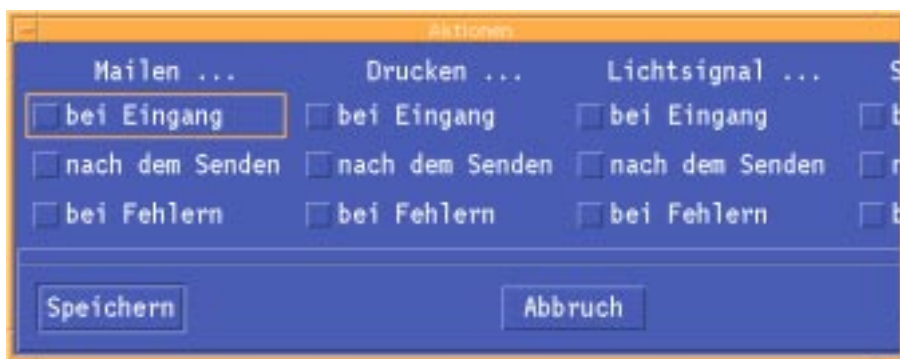 Aktionen
Mailen ... Drucken ... Lichtsignal ... S
bei Eingang bei Eingang bei Eingang b
nach dem Senden nach dem Senden nach dem Senden n
bei Fehlern bei Fehlern bei Fehlern b
Speichern Abbruch